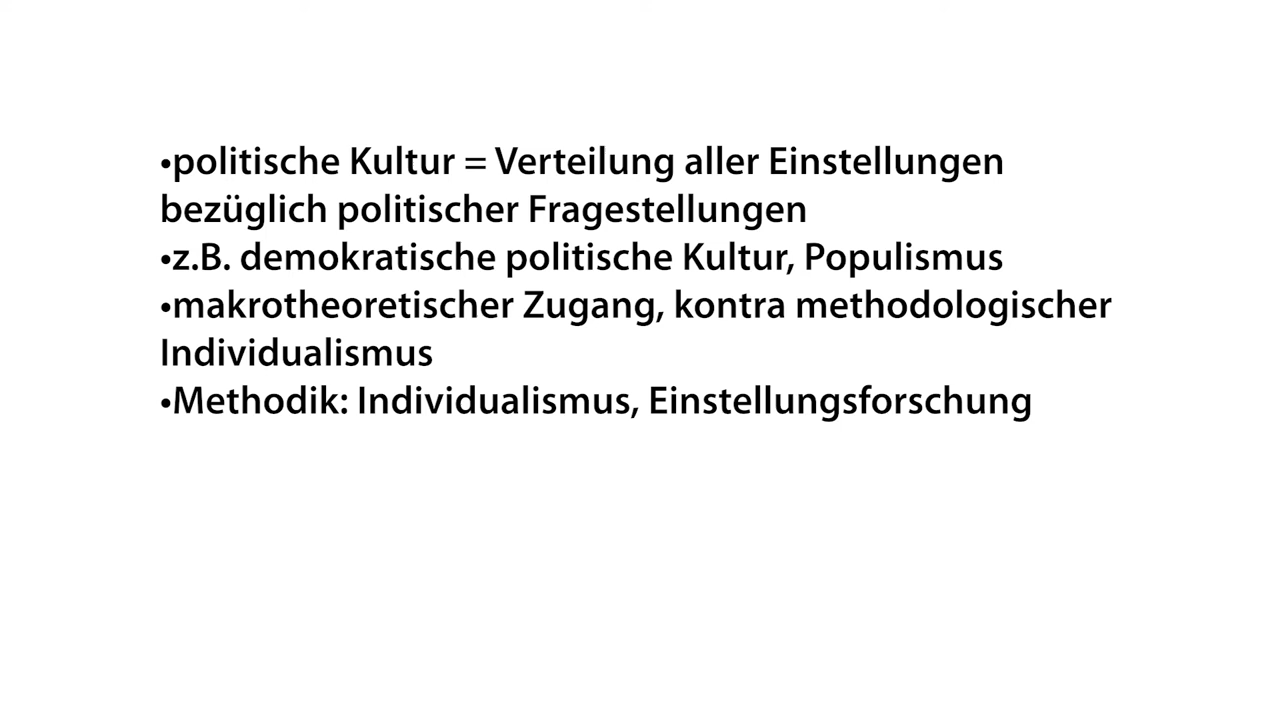 •politische Kultur = Verteilung aller Einstellungen
bezüglich politischer Fragestellungen
•z.B. demokratische politische Kultur, Populismus
•makrotheoretischer Zugang, kontra methodologischer
Individualismus
•Methodik: Individualismus, Einstellungsforschung